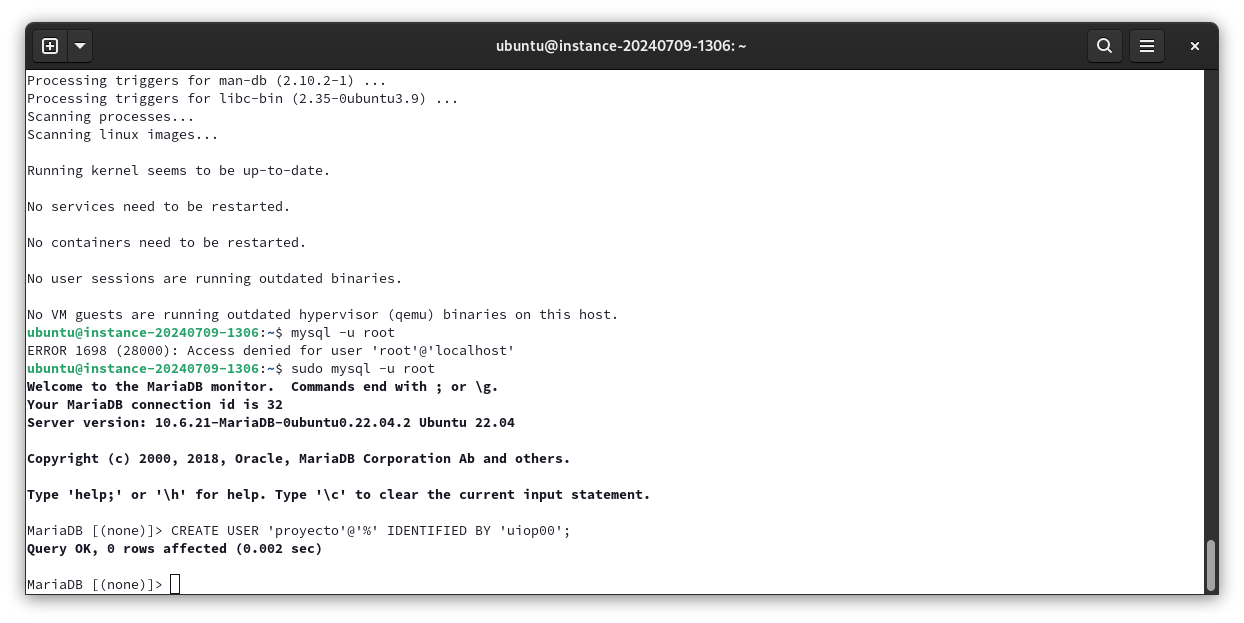 ubuntu@instance-20240709-1306: ~
Processing triggers for man-db (2.10.2-1) ...
Processing triggers for libc-bin (2.35-0ubuntu3.9) ...
Scanning processes...
Scanning linux images...
Running kernel seems to be up-to-date.
No services need to be restarted.
No containers need to be restarted.
No user sessions are running outdated binaries.
No VM guests are running outdated hypervisor (qemu) binaries on this host.
ubuntu@instance-20240709-1306:~$ mysql -u root
ERROR 1698 (28000): Access denied for user 'root'@'localhost'
ubuntu@instance-20240709-1306:~$ sudo mysql -u root
Welcome to the MariaDB monitor.  Commands end with ; or \g.
Your MariaDB connection id is 32
Server version: 10.6.21-MariaDB-0ubuntu0.22.04.2 Ubuntu 22.04
Copyright (c) 2000, 2018, Oracle, MariaDB Corporation Ab and others.
Type 'help;' or '\h' for help. Type '\c' to clear the current input statement.
MariaDB [(none)]> CREATE USER 'proyecto'@'%' IDENTIFIED BY 'uiop00';
Query OK, 0 rows affected (0.002 sec)
MariaDB [(none)]>